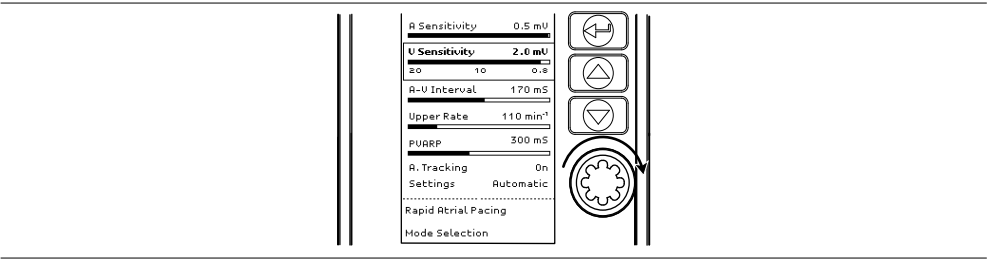 A Sensitivity 0.5 mV
V Sensitivity 2.0 mV
20 10 0.8
A-V Interval 170 mS
Upper Rate 110 min⁻¹
PVARP 300 mS
A. Tracking On
Settings Automatic
Rapid Atrial Pacing
Mode Selection